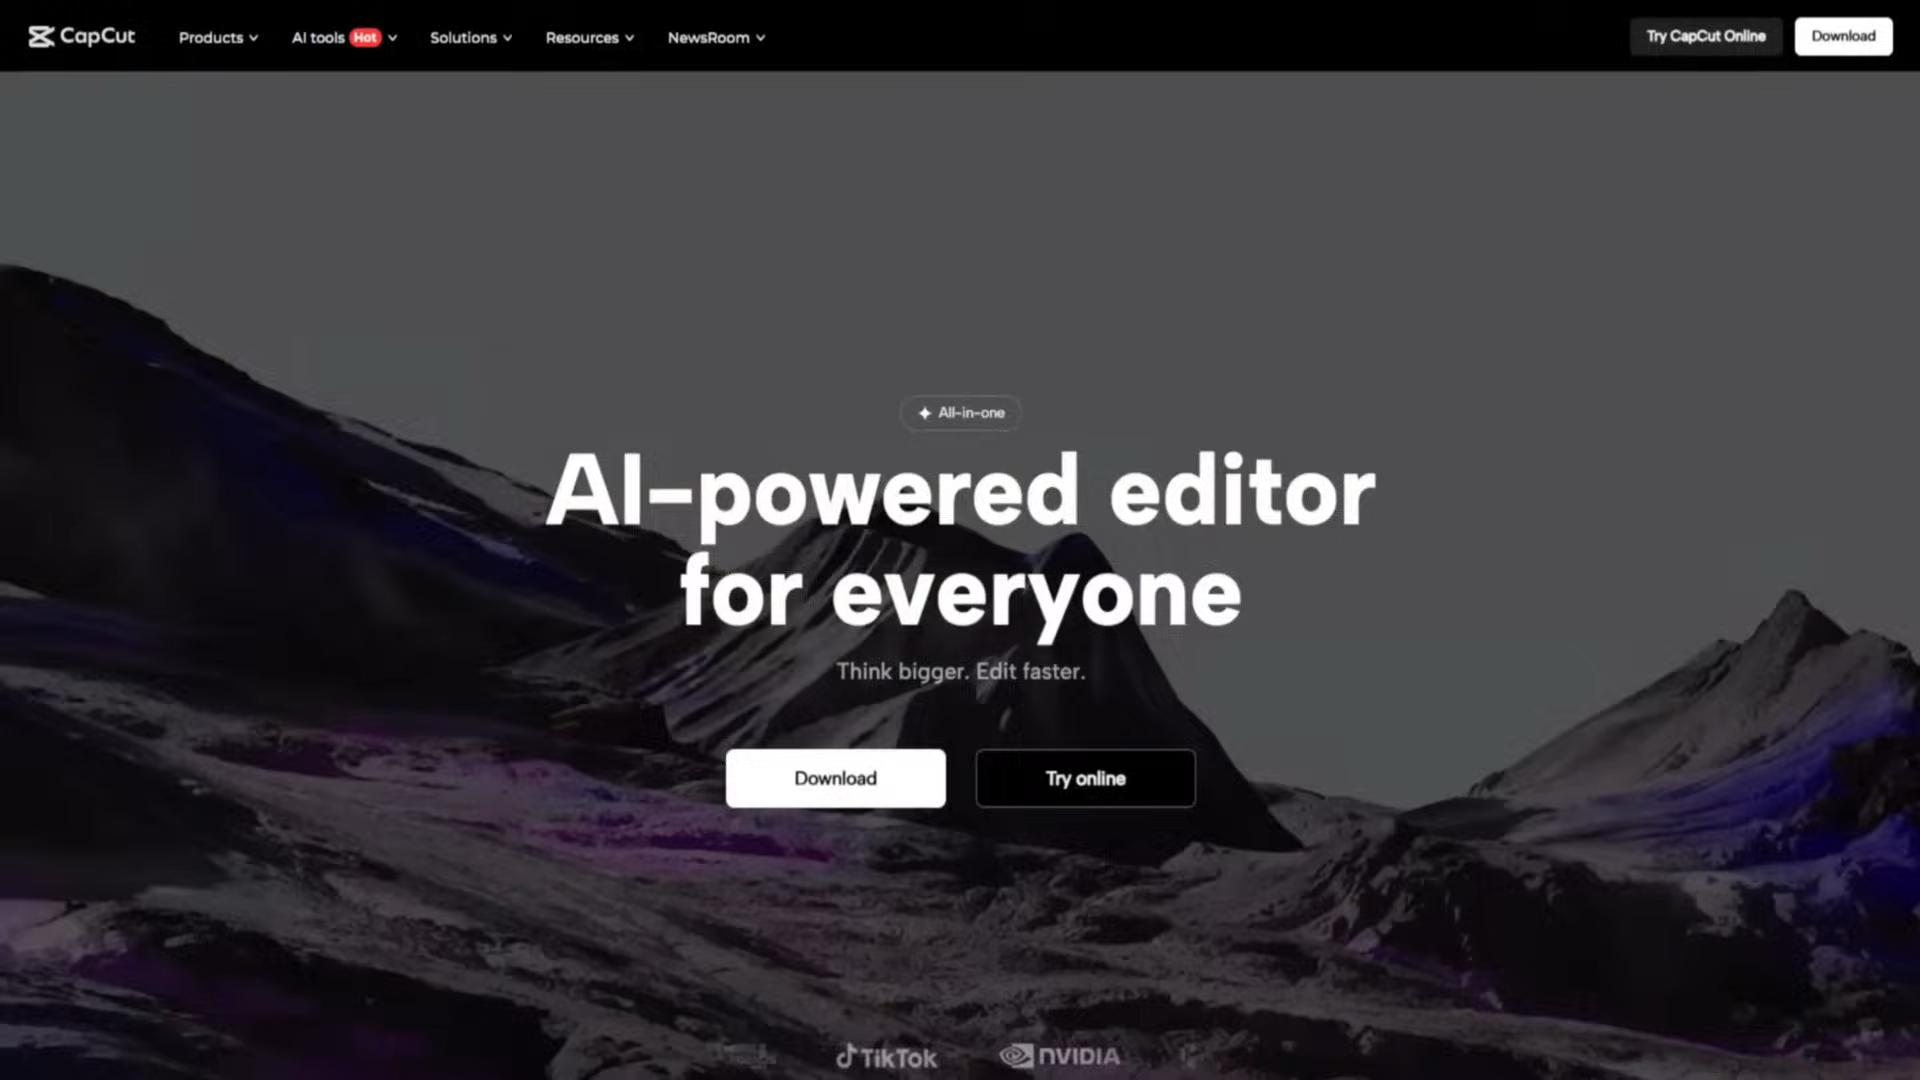 CapCut
Products
AI tools Hot
Solutions
Resources
NewsRoom
Try CapCut Online
Download
All-in-one
AI-powered editor
for everyone
Think bigger. Edit faster.
Download
Try online
TikTok
NVIDIA